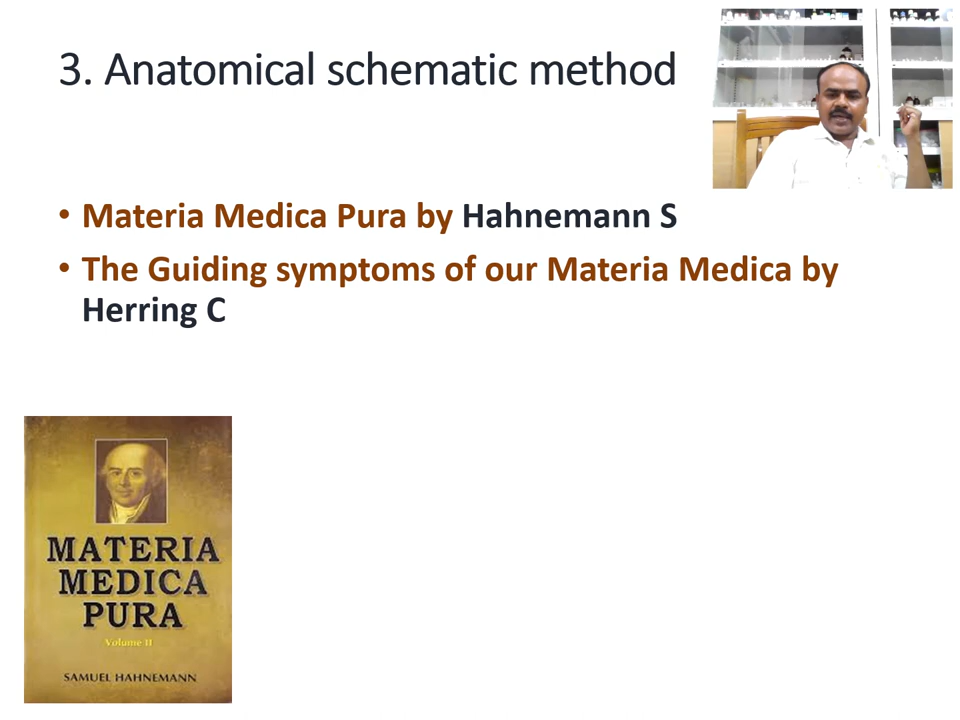 3. Anatomical schematic method
• Materia Medica Pura by Hahnemann S
• The Guiding symptoms of our Materia Medica by
Herring C
MATERIA
MEDICA
PURA
Volume II
SAMUEL HAHNEMANN